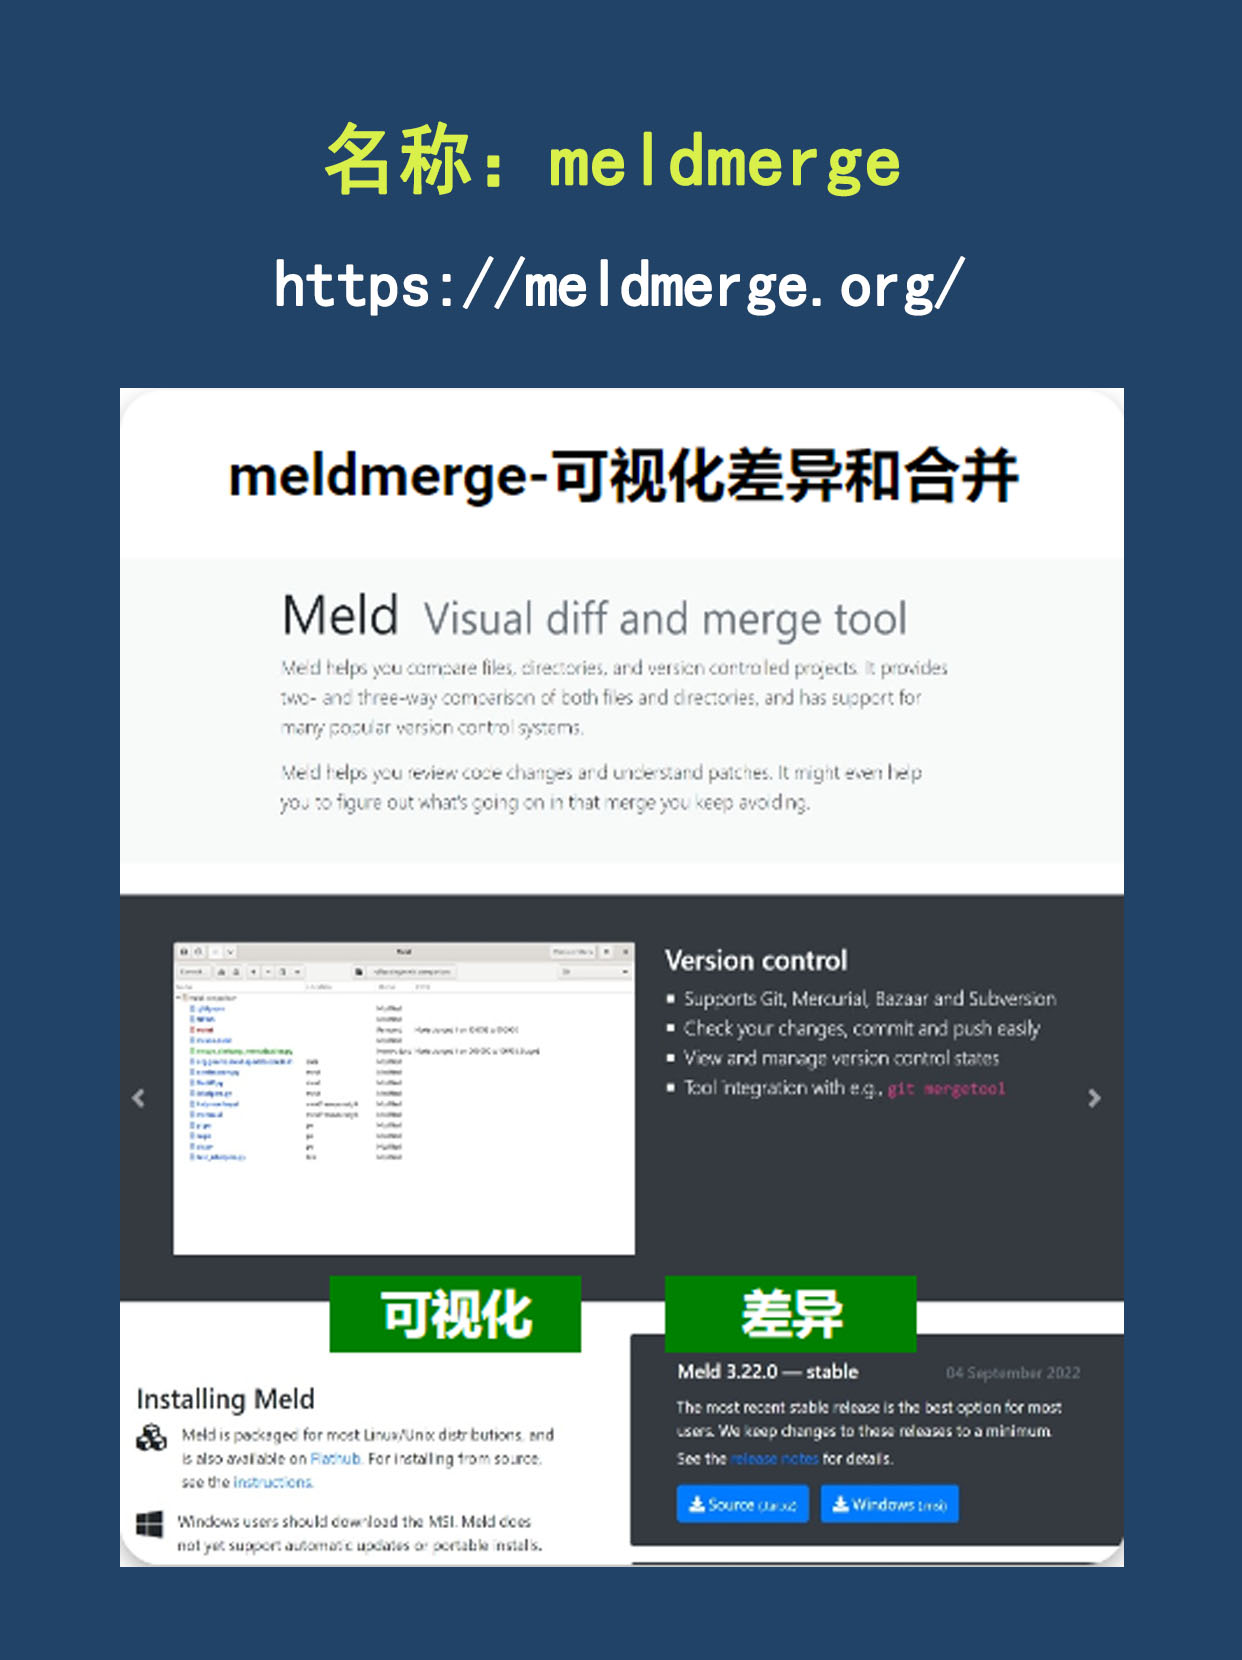 名称：meldmerge
https://meldmerge.org/
meldmerge-可视化差异和合并
Meld Visual diff and merge tool
Meld helps you compare files, directories, and version controlled projects. It provides
two- and three-way comparison of both files and directories, and has support for
many popular version control systems.
Meld helps you review code changes and understand patches. It might even help
you to figure out what's going on in that merge you keep avoiding.
Version control
Supports Git, Mercurial, Bazaar and Subversion
Check your changes, commit and push easily
View and manage version control states
Tool integration with e.g., git mergetool
可视化
差异
Installing Meld
Meld is packaged for most Linux/Unix distributions, and
is also available on Flathub. For installing from source,
see the instructions.
Windows users should download the MSI. Meld does
not yet support automatic updates or portable installs.
Meld 3.22.0 — stable
04 September 2022
The most recent stable release is the best option for most
users. We keep changes to these releases to a minimum.
See the release notes for details.
Source (.tar.xz)
Windows (.msi)